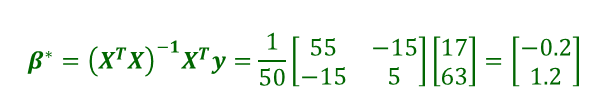 β* = (XᵀX)⁻¹Xᵀy = 1/50 [55 -15; -15 5] [17; 63] = [-0.2; 1.2]